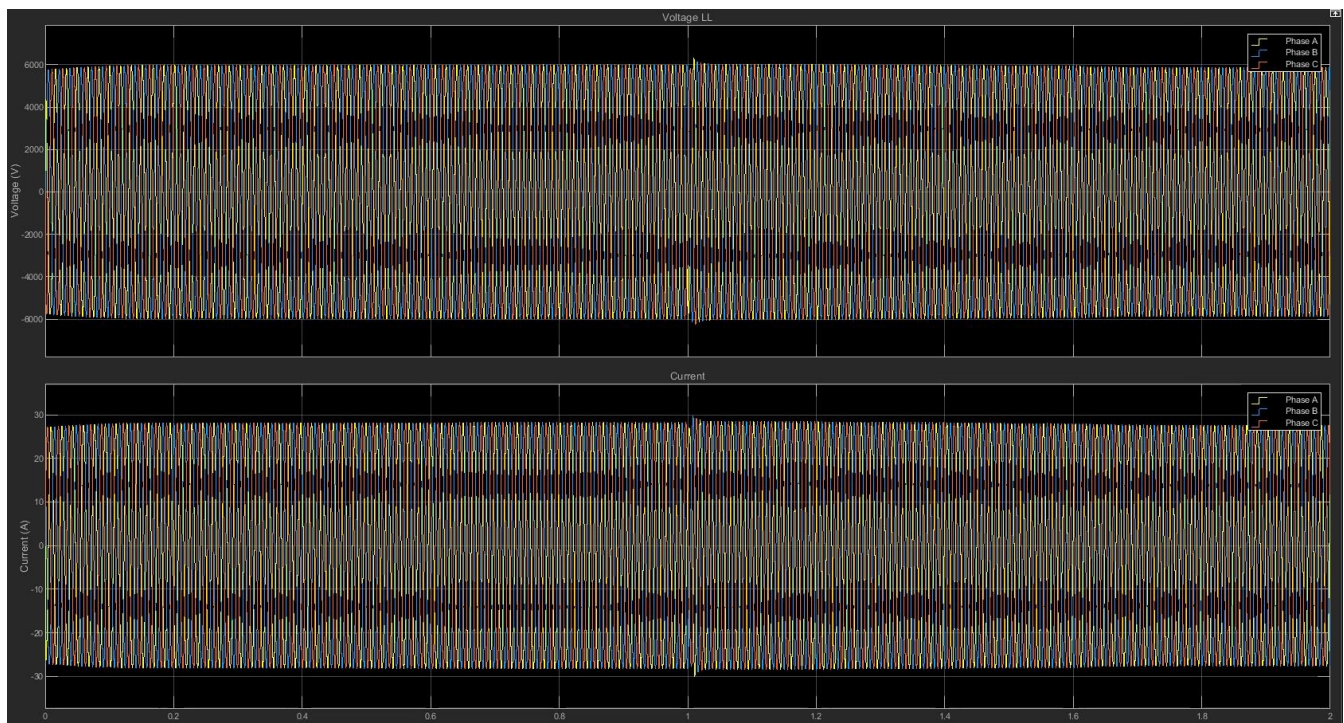 Voltage LL
Phase A
Phase B
Phase C
6000
4000
2000
0
-2000
-4000
-6000
Voltage (V)
Current
Phase A
Phase B
Phase C
30
20
10
0
-10
-20
-30
Current (A)
0 0.2 0.4 0.6 0.8 1 1.2 1.4 1.6 1.8 2